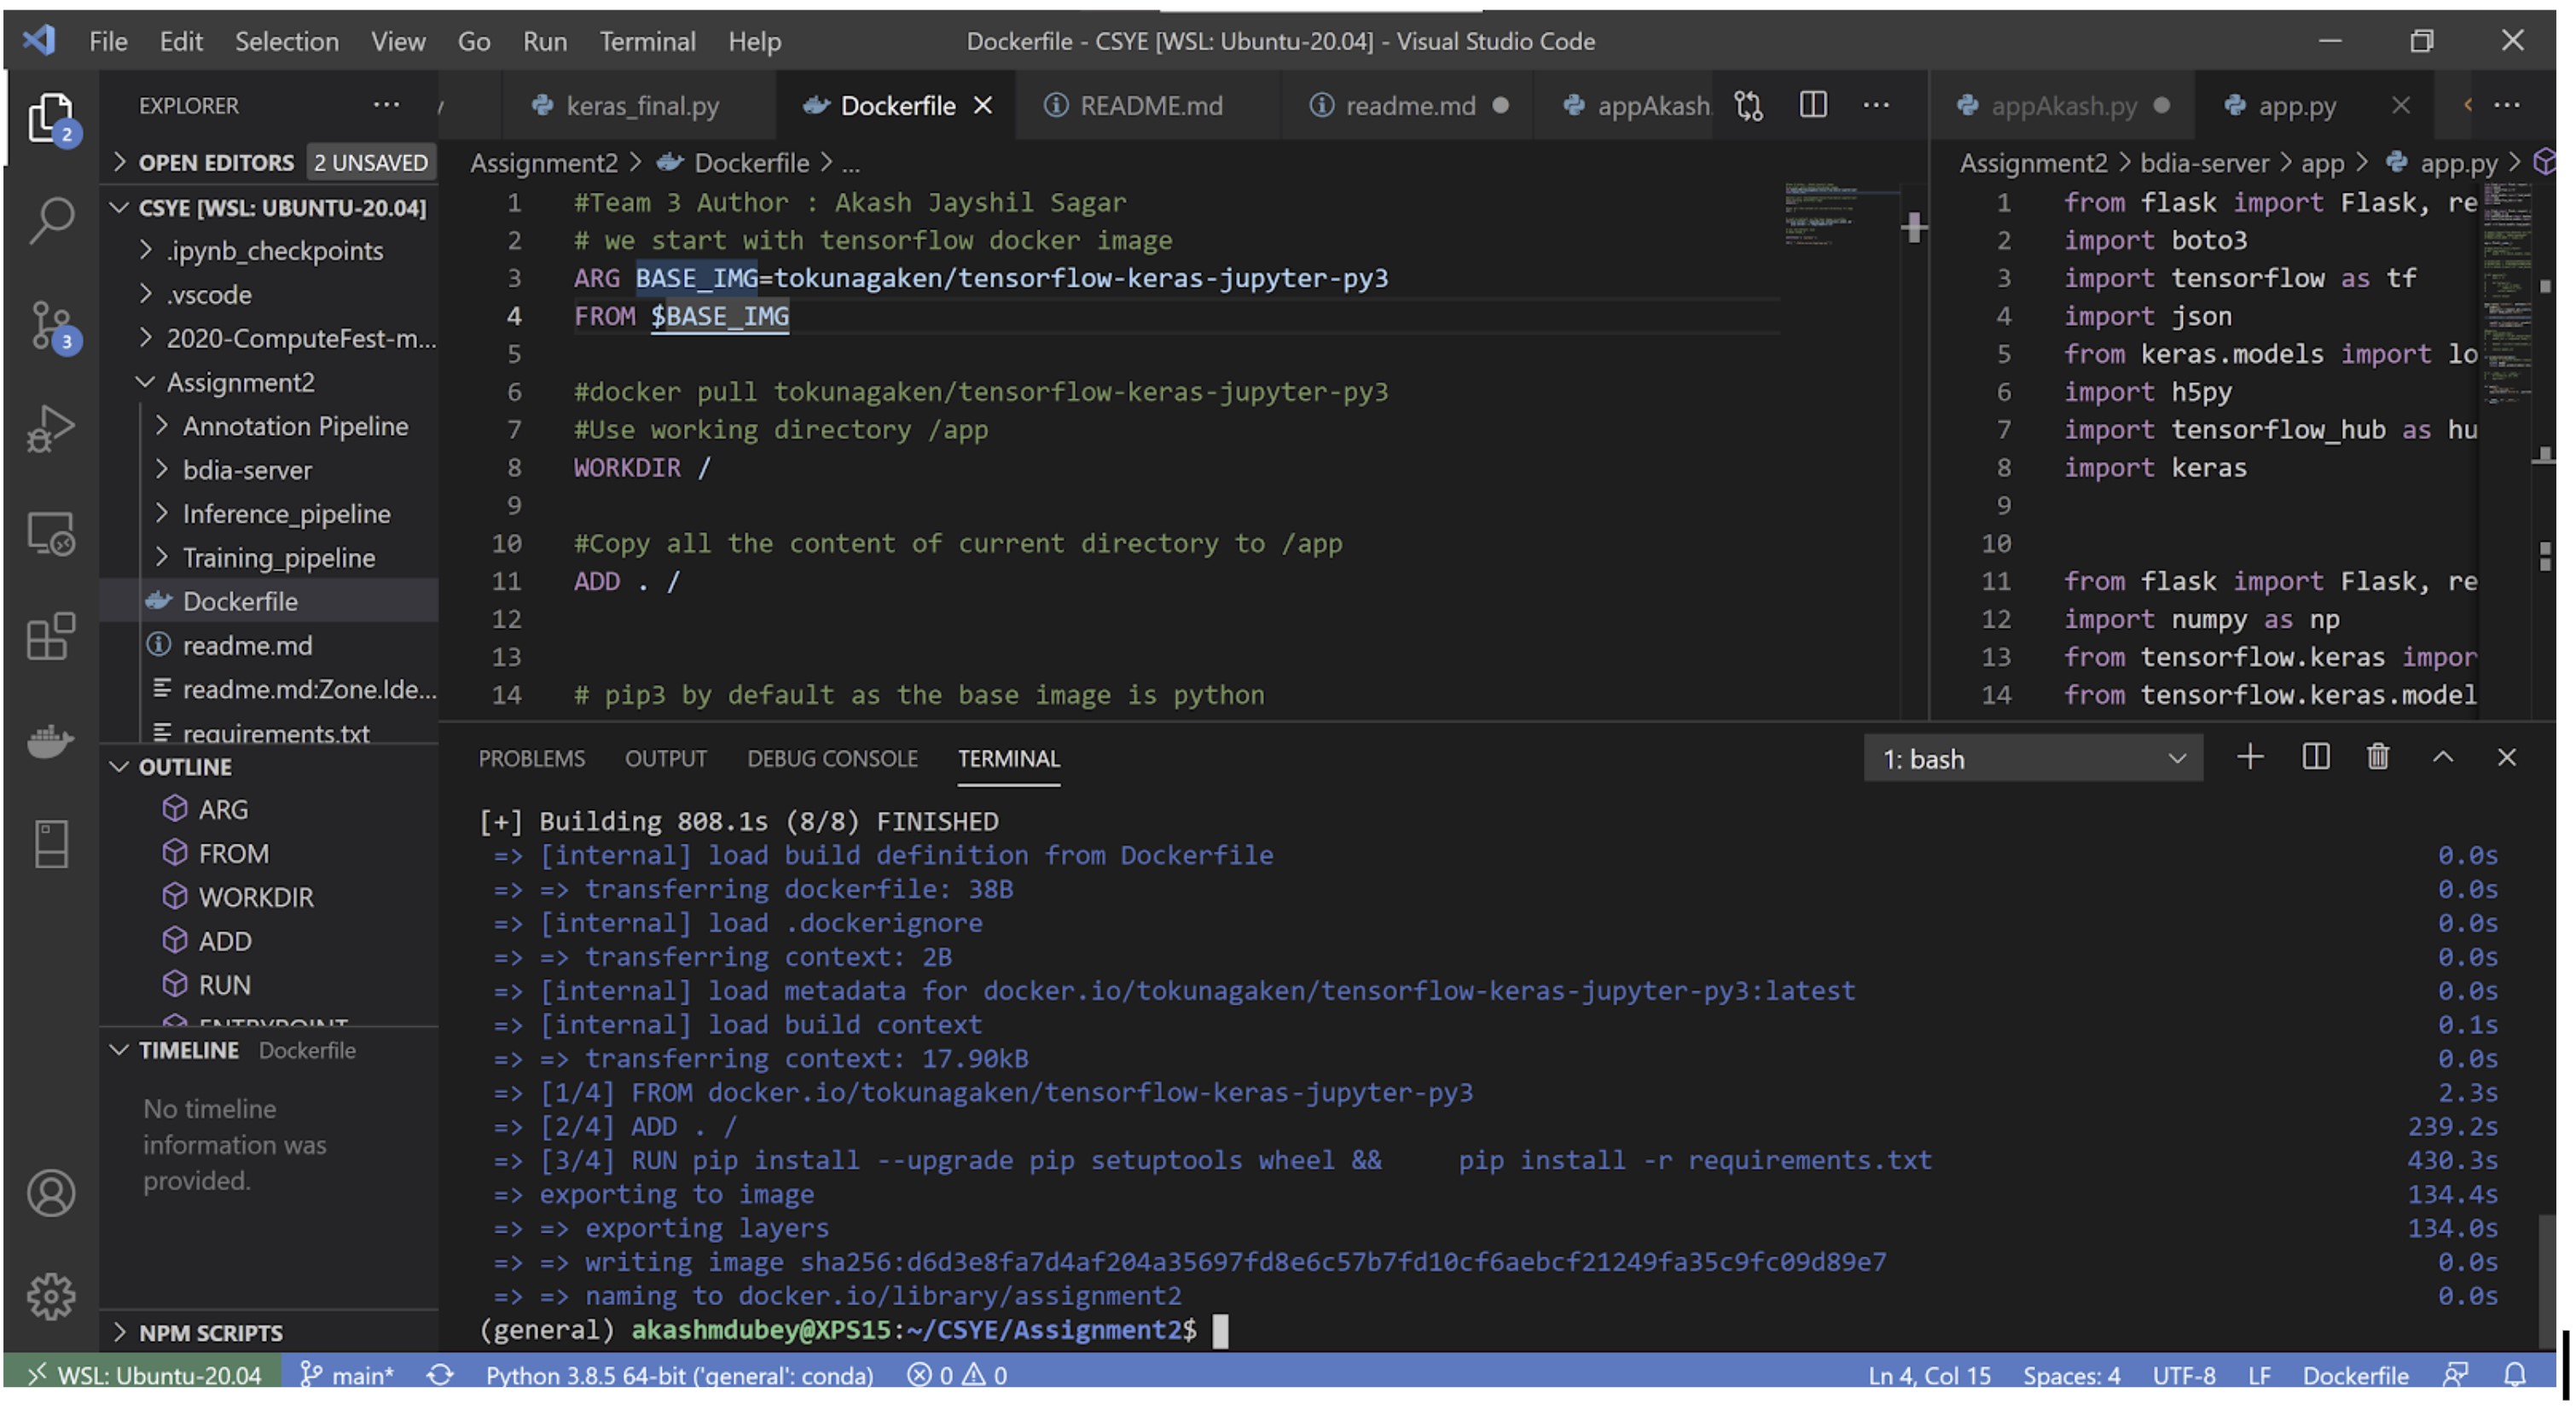 File Edit Selection View Go Run Terminal Help Dockerfile - CSYE [WSL: Ubuntu-20.04] - Visual Studio Code
EXPLORER
2
OPEN EDITORS 2 UNSAVED
CSYE [WSL: UBUNTU-20.04]
.ipynb_checkpoints
.vscode
3
2020-ComputeFest-m...
Assignment2
Annotation Pipeline
bdia-server
Inference_pipeline
Training_pipeline
Dockerfile
readme.md
readme.md:Zone.Ide...
requirements.txt
OUTLINE
ARG
FROM
WORKDIR
ADD
RUN
ENTRYPOINT
TIMELINE Dockerfile
No timeline
information was
provided.
NPM SCRIPTS
keras_final.py Dockerfile README.md readme.md appAkash.
Assignment2 > Dockerfile > ...
1 #Team 3 Author : Akash Jayshil Sagar
2 # we start with tensorflow docker image
3 ARG BASE_IMG=tokunagaken/tensorflow-keras-jupyter-py3
4 FROM $BASE_IMG
5
6 #docker pull tokunagaken/tensorflow-keras-jupyter-py3
7 #Use working directory /app
8 WORKDIR /
9
10 #Copy all the content of current directory to /app
11 ADD . /
12
13
14 # pip3 by default as the base image is python
appAkash.py app.py
Assignment2 > bdia-server > app > app.py >
1 from flask import Flask, re
2 import boto3
3 import tensorflow as tf
4 import json
5 from keras.models import lo
6 import h5py
7 import tensorflow_hub as hu
8 import keras
9
10
11 from flask import Flask, re
12 import numpy as np
13 from tensorflow.keras impor
14 from tensorflow.keras.model
PROBLEMS OUTPUT DEBUG CONSOLE TERMINAL 1: bash
[+] Building 808.1s (8/8) FINISHED
=> [internal] load build definition from Dockerfile 0.0s
=> => transferring dockerfile: 38B 0.0s
=> [internal] load .dockerignore 0.0s
=> => transferring context: 2B 0.0s
=> [internal] load metadata for docker.io/tokunagaken/tensorflow-keras-jupyter-py3:latest 0.0s
=> [internal] load build context 0.1s
=> => transferring context: 17.90kB 0.0s
=> [1/4] FROM docker.io/tokunagaken/tensorflow-keras-jupyter-py3 2.3s
=> [2/4] ADD . / 239.2s
=> [3/4] RUN pip install --upgrade pip setuptools wheel && pip install -r requirements.txt 430.3s
=> exporting to image 134.4s
=> => exporting layers 134.0s
=> => writing image sha256:d6d3e8fa7d4af204a35697fd8e6c57b7fd10cf6aebcf21249fa35c9fc09d89e7 0.0s
=> => naming to docker.io/library/assignment2 0.0s
(general) akashmdubey@XPS15:~/CSYE/Assignment2$
WSL: Ubuntu-20.04 main* Python 3.8.5 64-bit ('general': conda) 0 0 Ln 4, Col 15 Spaces: 4 UTF-8 LF Dockerfile